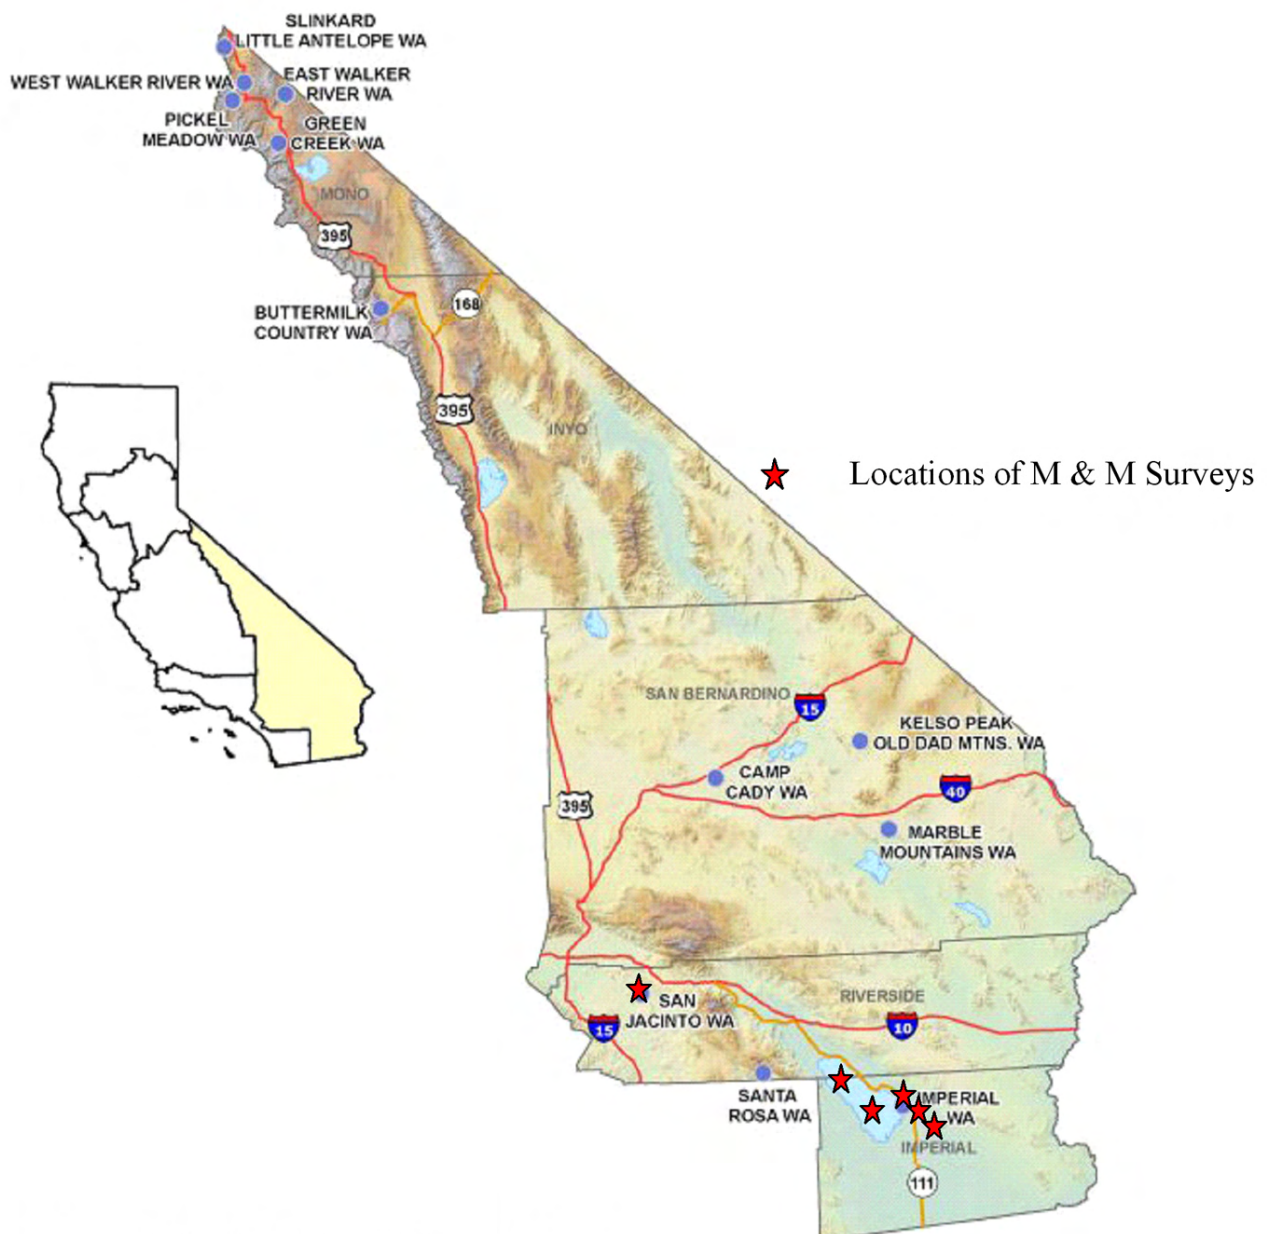 SLINKARD
LITTLE ANTELOPE WA
WEST WALKER RIVER WA
EAST WALKER
RIVER WA
PICKEL
MEADOW WA
GREEN
CREEK WA
MONO
395
168
BUTTERMILK
COUNTRY WA
395
INYO
Locations of M & M Surveys
SAN BERNARDINO
15
KELSO PEAK
OLD DAD MTNS. WA
CAMP
CADY WA
40
395
MARBLE
MOUNTAINS WA
RIVERSIDE
SAN
JACINTO WA
15
10
SANTA
ROSA WA
IMPERIAL
WA
IMPERIAL
111